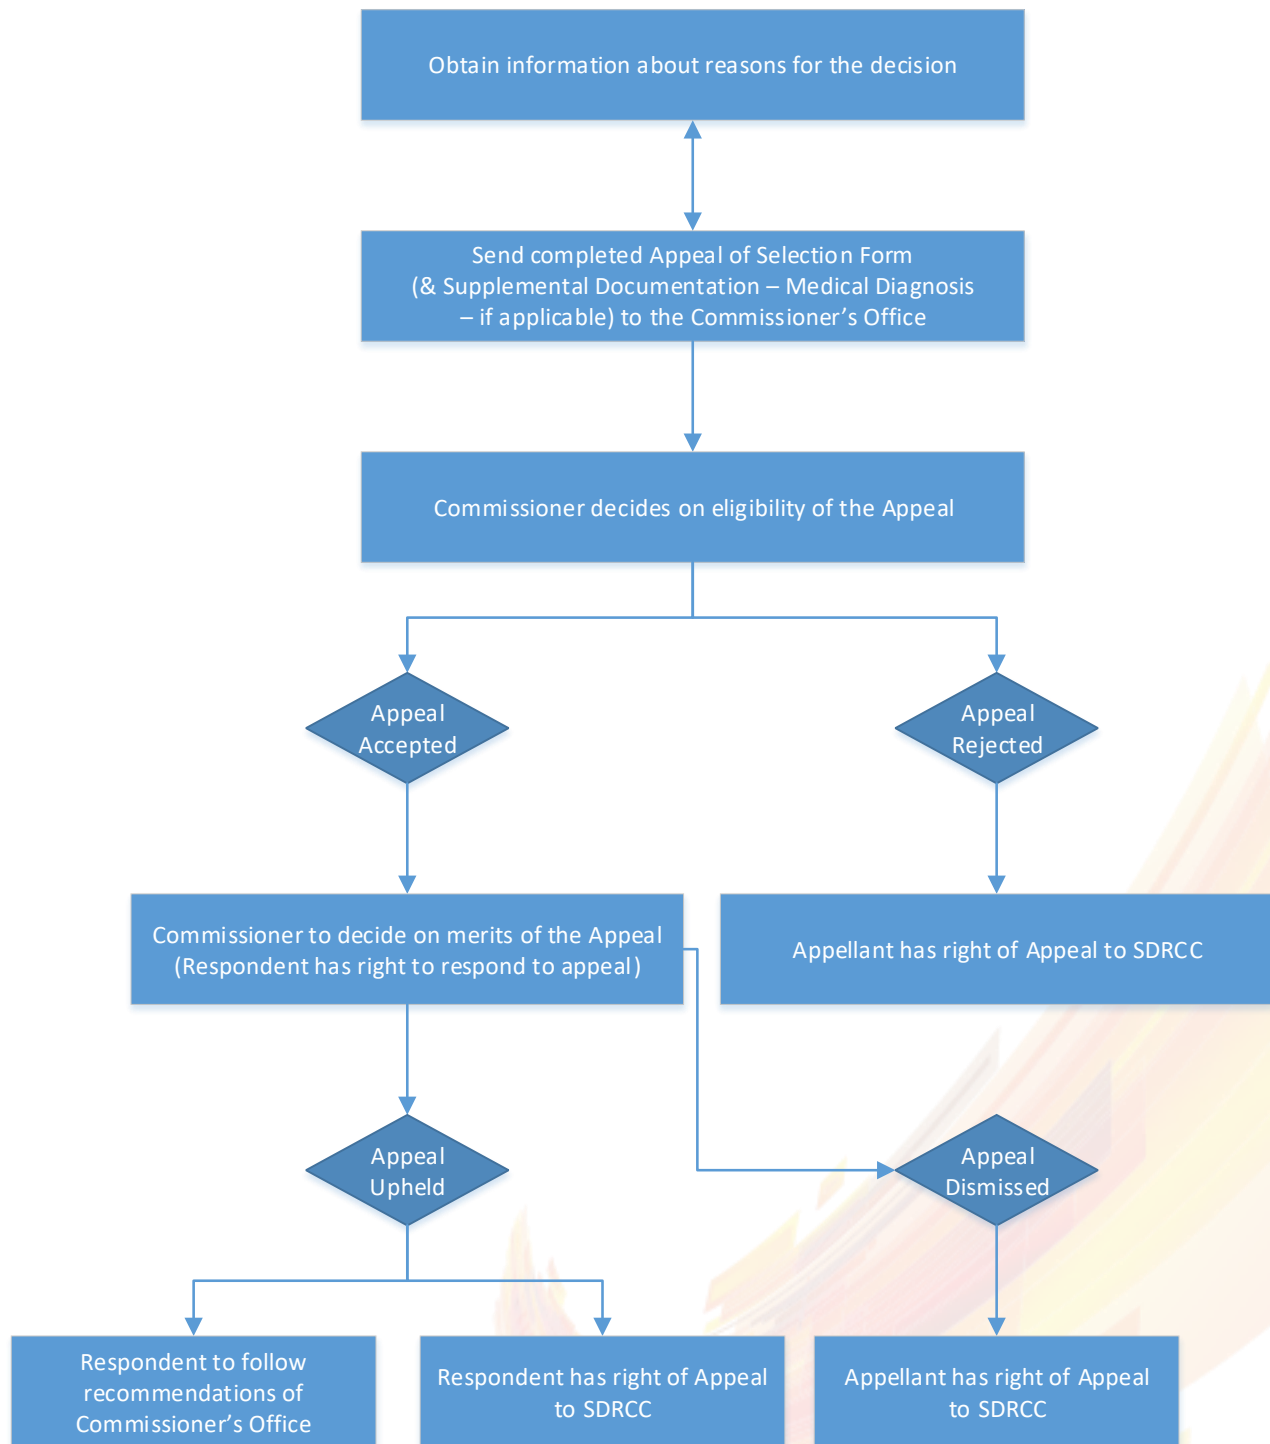 Obtain information about reasons for the decision
Send completed Appeal of Selection Form
(& Supplemental Documentation – Medical Diagnosis
– if applicable) to the Commissioner’s Office
Commissioner decides on eligibility of the Appeal
Appeal
Accepted
Appeal
Rejected
Commissioner to decide on merits of the Appeal
(Respondent has right to respond to appeal)
Appellant has right of Appeal to SDRCC
Appeal
Upheld
Appeal
Dismissed
Respondent to follow
recommendations of
Commissioner’s Office
Respondent has right of Appeal
to SDRCC
Appellant has right of Appeal
to SDRCC